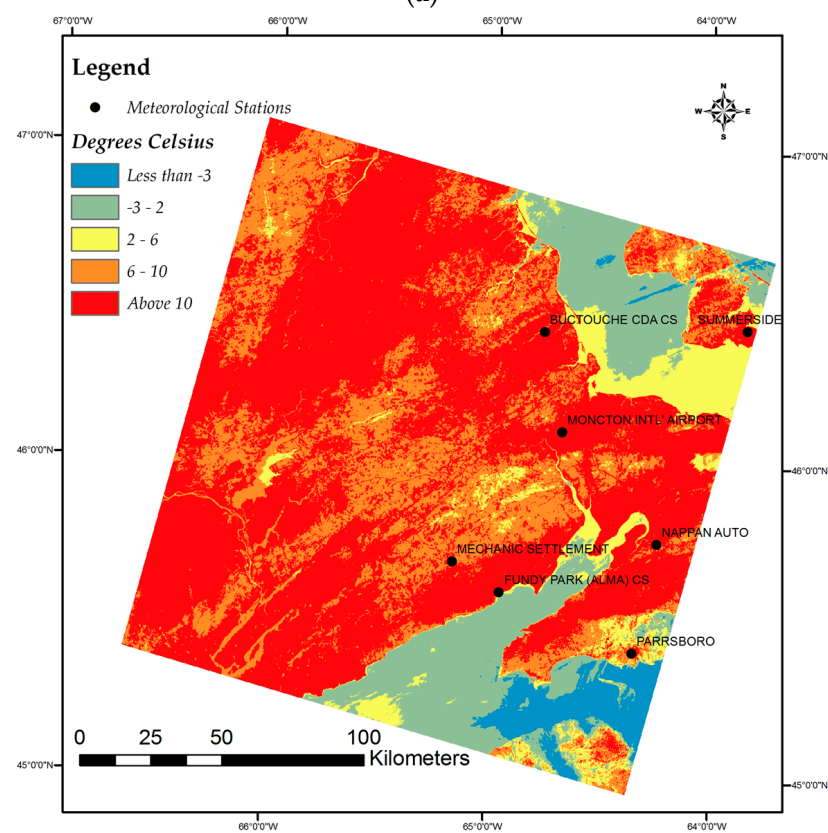 67°0'0"W 66°0'0"W 65°0'0"W 64°0'0"W
Legend
Meteorological Stations
Degrees Celsius
Less than -3
-3 - 2
2 - 6
6 - 10
Above 10
N
W E
S
47°0'0"N 47°0'0"N
BUCTOUCHE CDA CS SUMMERSIDE
MONCTON INTL' AIRPORT
46°0'0"N 46°0'0"N
NAPPAN AUTO
MECHANIC SETTLEMENT
FUNDY PARK (ALMA) CS
PARRSBORO
0 25 50 100
Kilometers
45°0'0"N 45°0'0"N
66°0'0"W 65°0'0"W 64°0'0"W